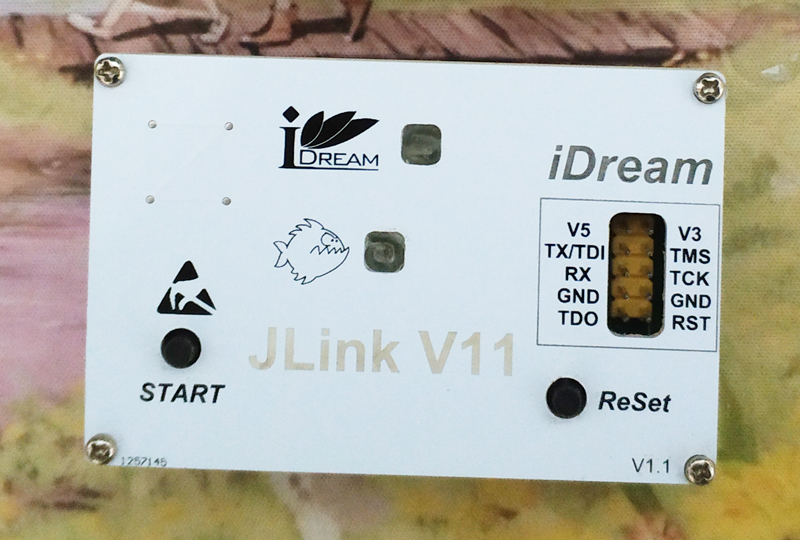 iDREAM
iDream
V5 V3
TX/TDI TMS
RX TCK
GND GND
TDO RST
JLink V11
START
ReSet
1257145
V1.1